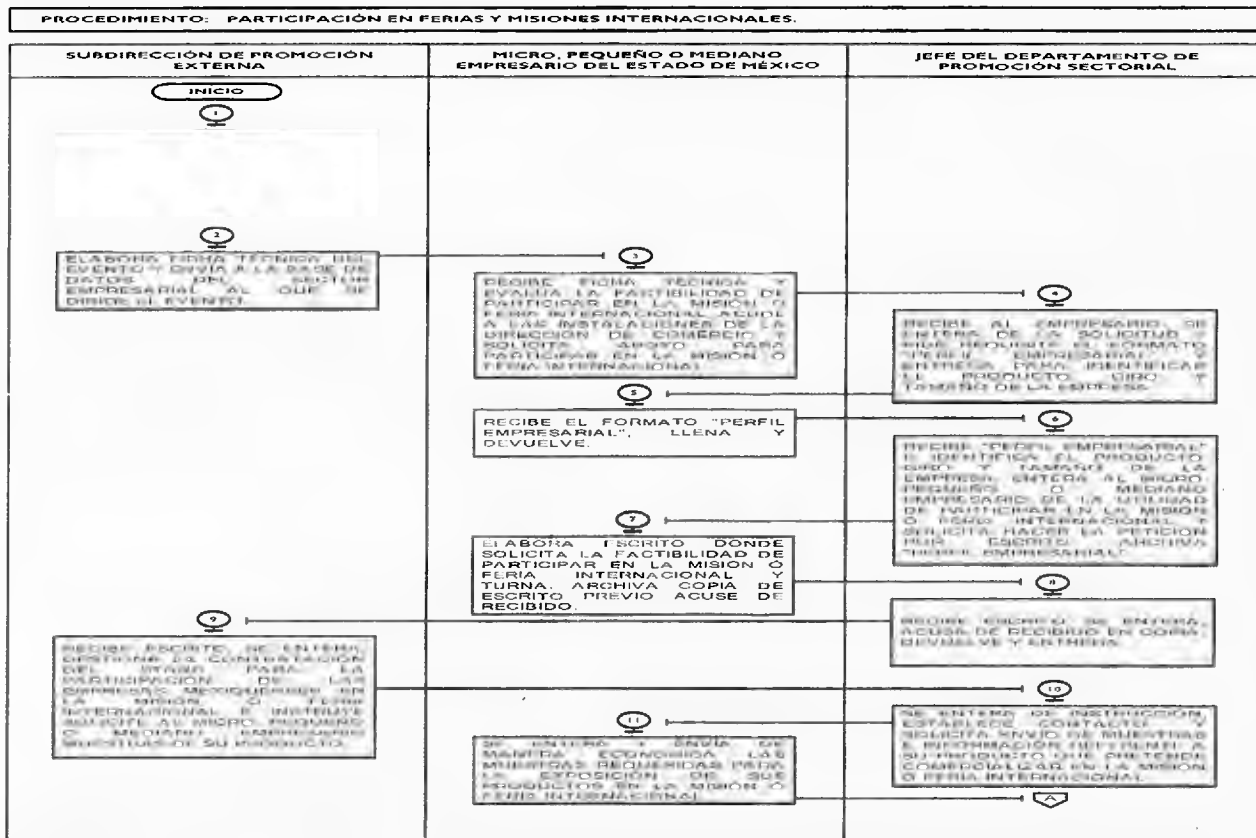 PROCEDIMIENTO: PARTICIPACIÓN EN FERIAS Y MISIONES INTERNACIONALES.
SUBDIRECCIÓN DE PROMOCIÓN
EXTERNA
MICRO, PEQUEÑO O MEDIANO
EMPRESARIO DEL ESTADO DE MÉXICO
JEFE DEL DEPARTAMENTO DE
PROMOCIÓN SECTORIAL
INICIO
1
2
ELABORA FICHA TÉCNICA DEL
EVENTO Y ENVÍA A LA BASE DE
DATOS DEL SECTOR
EMPRESARIAL AL QUE SE
DIRIGE EL EVENTO.
3
RECIBE FICHA TÉCNICA Y
EVALÚA LA FACTIBILIDAD DE
PARTICIPAR EN LA MISIÓN O
FERIA INTERNACIONAL, ACUDE
A LAS INSTALACIONES DE LA
DIRECCIÓN DE COMERCIO Y
SOLICITA APOYO PARA
PARTICIPAR EN LA MISIÓN O
FERIA INTERNACIONAL.
4
RECIBE AL EMPRESARIO, SE
ENTERA DE LA SOLICITUD Y
PIDE REQUISITE EL FORMATO
"PERFIL EMPRESARIAL" Y
ENTREGA PARA IDENTIFICAR
EL PRODUCTO, GIRO Y
TAMAÑO DE LA EMPRESA.
5
RECIBE EL FORMATO "PERFIL
EMPRESARIAL", LLENA Y
DEVUELVE.
6
RECIBE "PERFIL EMPRESARIAL"
E IDENTIFICA EL PRODUCTO,
GIRO Y TAMAÑO DE LA
EMPRESA, ENTERA AL MICRO,
PEQUEÑO O MEDIANO
EMPRESARIO DE LA UTILIDAD
DE PARTICIPAR EN LA MISIÓN
O FERIA INTERNACIONAL Y
SOLICITA HACER LA PETICIÓN
POR ESCRITO. ARCHIVA
"PERFIL EMPRESARIAL".
7
ELABORA ESCRITO DONDE
SOLICITA LA FACTIBILIDAD DE
PARTICIPAR EN LA MISIÓN Ó
FERIA INTERNACIONAL Y
TURNA. ARCHIVA COPIA DE
ESCRITO PREVIO ACUSE DE
RECIBIDO.
8
RECIBE ESCRITO, SE ENTERA,
ACUSA DE RECIBIDO EN COPIA,
DEVUELVE Y ENTREGA.
9
RECIBE ESCRITO, SE ENTERA,
GESTIONA LA CONTRATACIÓN
DEL STAND PARA LA
PARTICIPACIÓN DE LAS
EMPRESAS MEXIQUENSES EN
LA MISIÓN O FERIA
INTERNACIONAL E INSTRUYE
SOLICITE AL MICRO, PEQUEÑO
O MEDIANO EMPRESARIO
MUESTRAS DE SU PRODUCTO.
10
SE ENTERA DE INSTRUCCIÓN,
ESTABLECE CONTACTO Y
SOLICITA ENVÍO DE MUESTRAS
E INFORMACIÓN REFERENTE A
SU PRODUCTO QUE PRETENDE
COMERCIALIZAR EN LA MISIÓN
O FERIA INTERNACIONAL.
11
SE ENTERA Y ENVÍA DE
MANERA ECONÓMICA LAS
MUESTRAS REQUERIDAS PARA
LA EXPOSICIÓN DE SUS
PRODUCTOS EN LA MISIÓN O
FERIA INTERNACIONAL.
A